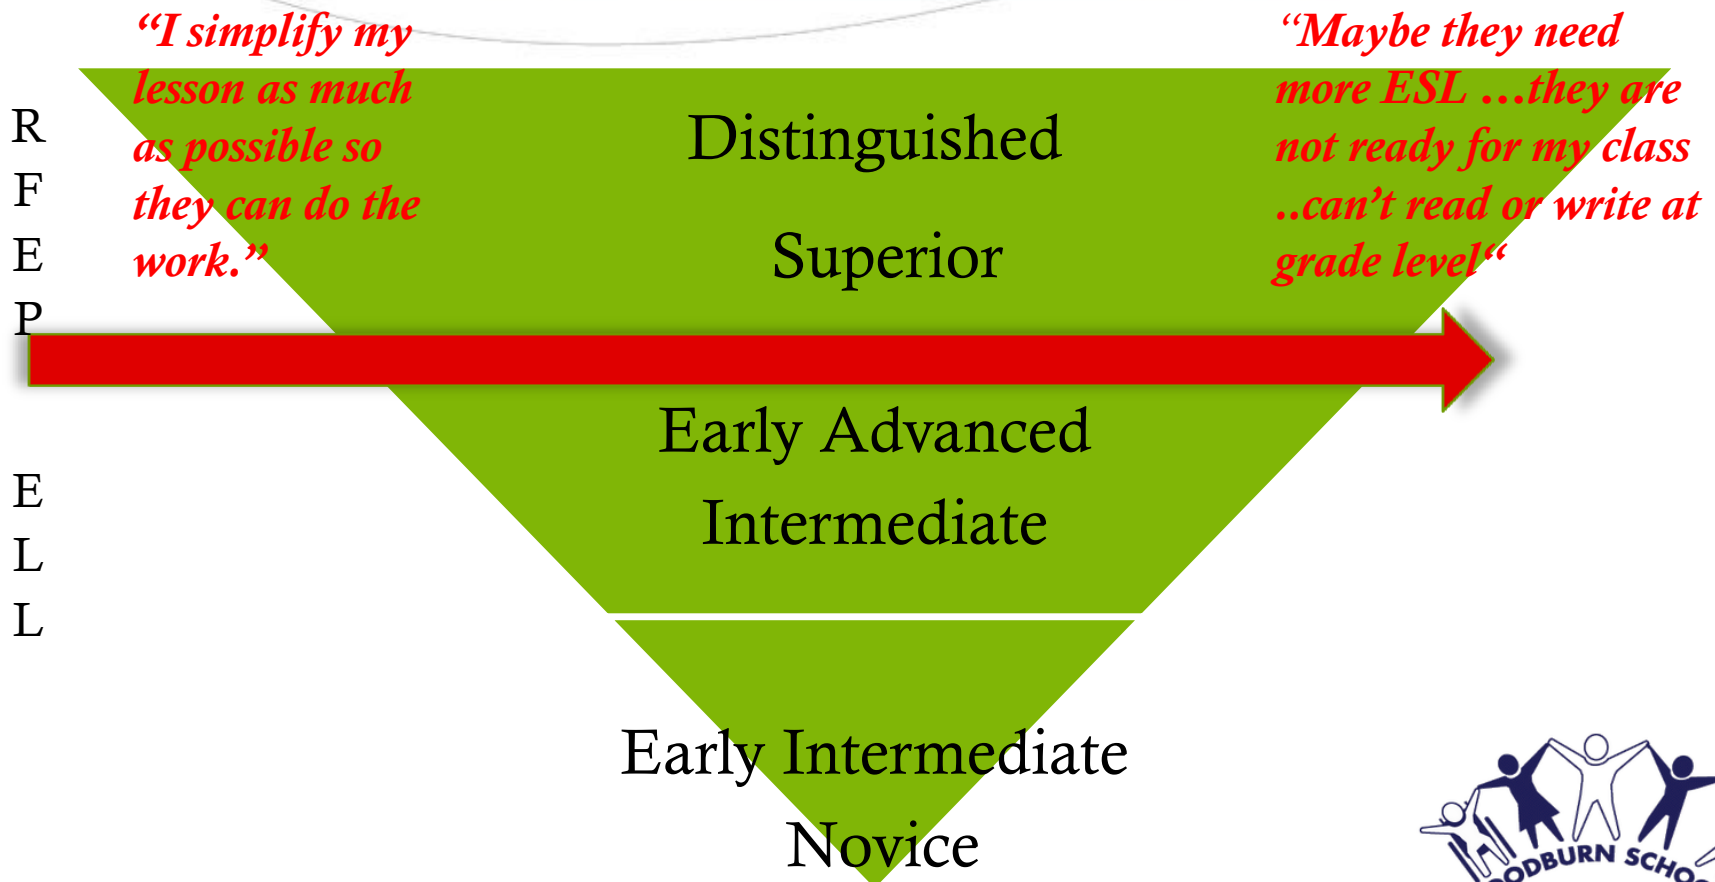 “I simplify my
lesson as much
as possible so
they can do the
work.”
“Maybe they need
more ESL …they are
not ready for my class
..can’t read or write at
grade level“
R
F
E
P
Distinguished
Superior
Early Advanced
Intermediate
E
L
L
Early Intermediate
Novice